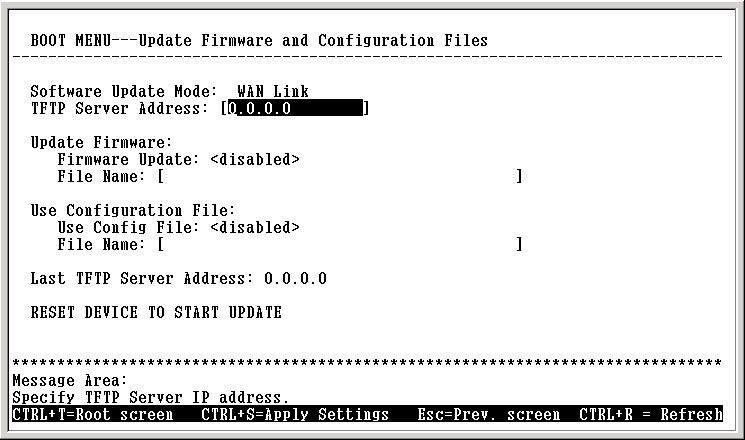 BOOT MENU---Update Firmware and Configuration Files
--------------------------------------------------------------------------------
Software Update Mode:  WAN Link
TFTP Server Address: [0.0.0.0        ]
Update Firmware:
Firmware Update: <disabled>
File Name: [                                        ]
Use Configuration File:
Use Config File: <disabled>
File Name: [                                        ]
Last TFTP Server Address: 0.0.0.0
RESET DEVICE TO START UPDATE
********************************************************************************
Message Area:
Specify TFTP Server IP address.
CTRL+T=Root screen   CTRL+S=Apply Settings   Esc=Prev. screen  CTRL+R = Refresh